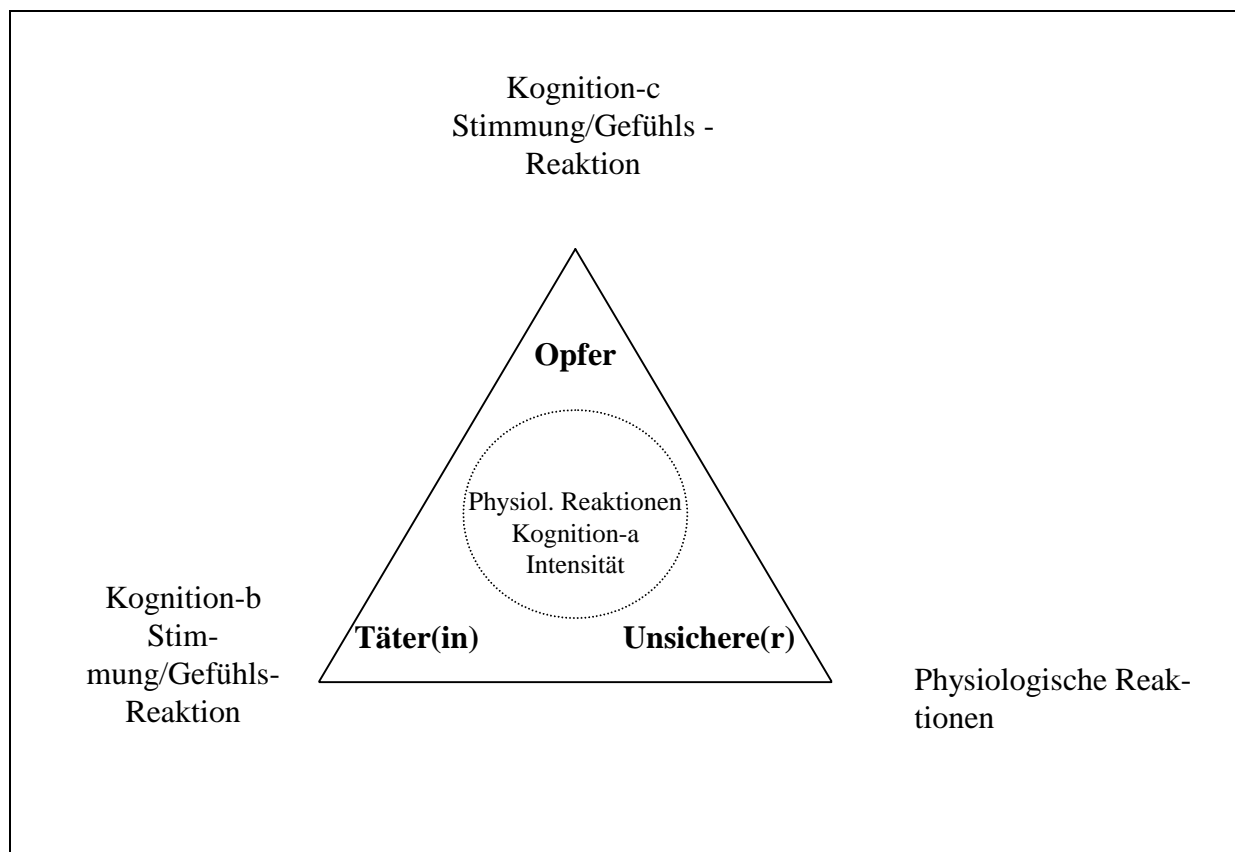 Kognition-c
Stimmung/Gefühls -
Reaktion
Opfer
Physiol. Reaktionen
Kognition-a
Intensität
Kognition-b
Stim-
mung/Gefühls-
Reaktion
Täter(in)
Unsichere(r)
Physiologische Reak-
tionen